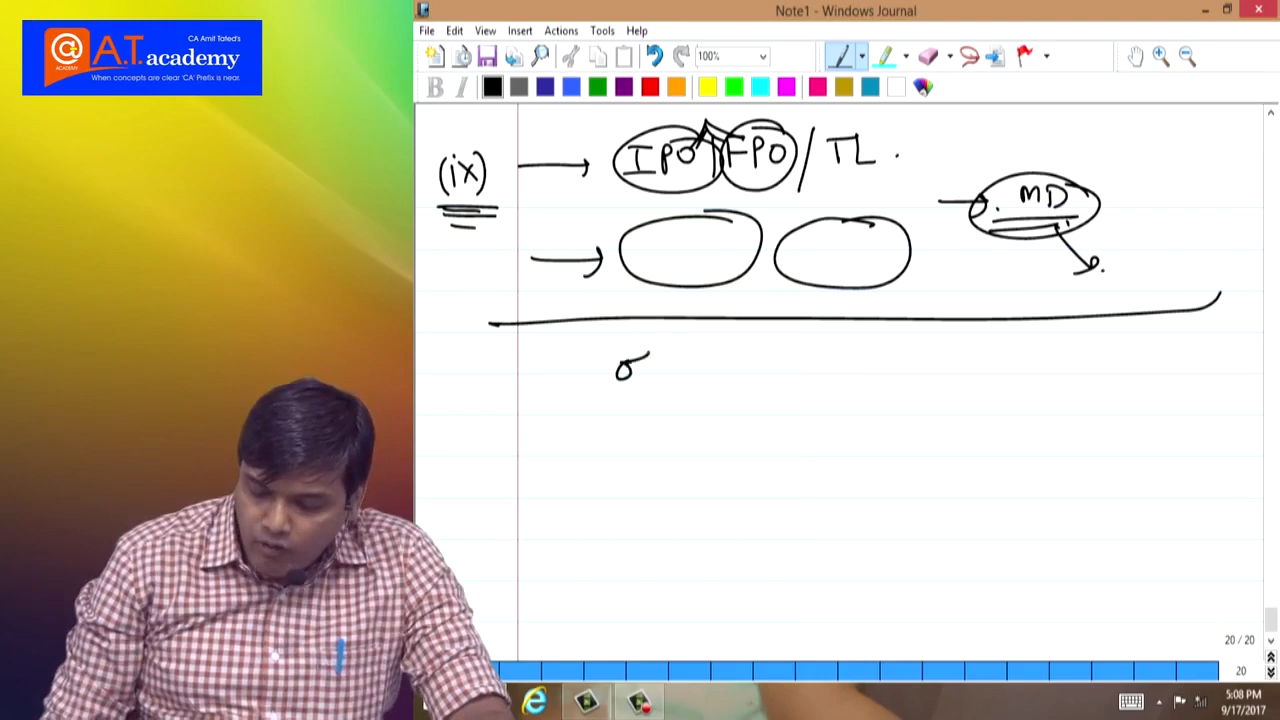 CA Amit Tated's
@ A.T. academy
ACADEMY
When concepts are clear 'CA' Prefix is near.
Note1 - Windows Journal
File Edit View Insert Actions Tools Help
100%
B I
(ix) → IPO / FPO / TL .
MD
σ
20 / 20
20
5:08 PM
9/17/2017